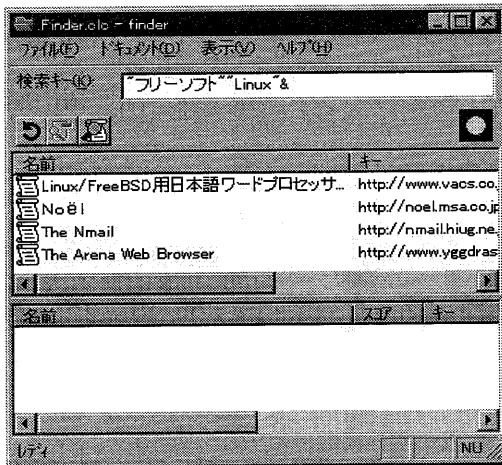 .Finder.olo - finder
ファイル(F) ドキュメント(D) 表示(V) ヘルプ(H)
検索キー(K): "フリーソフト""Linux"&
名前 キー
Linux/FreeBSD用日本語ワードプロセッサ... http://www.vacs.co.
Noël http://noel.msa.co.jp
The Nmail http://nmail.hiug.ne.
The Arena Web Browser http://www.yggdras
名前 スコア キー
レディ NU